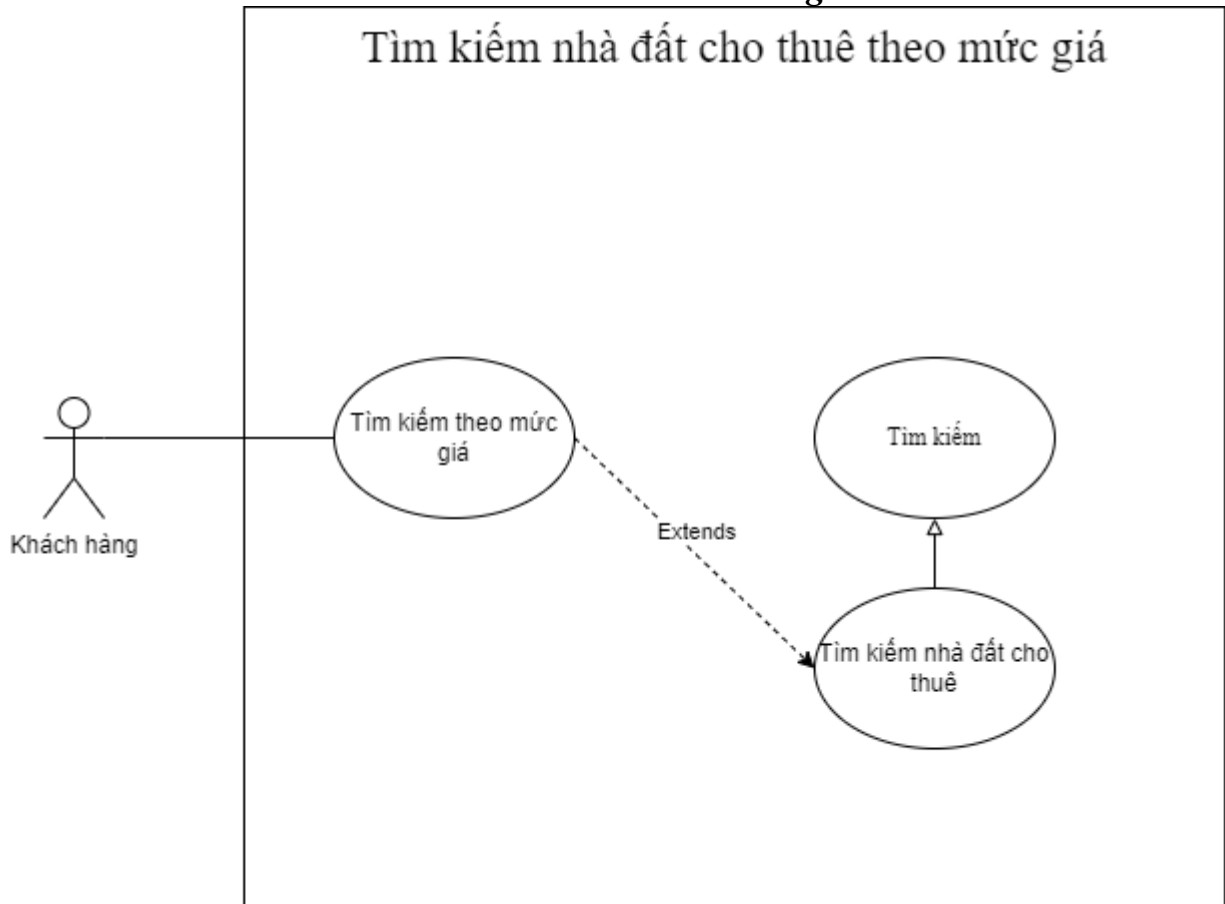 Tìm kiếm nhà đất cho thuê theo mức giá
Tìm kiếm theo mức
giá
Tìm kiếm
Extends
Khách hàng
Tìm kiếm nhà đất cho
thuê